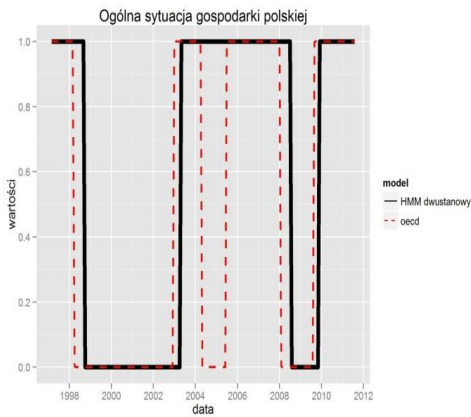 Ogólna sytuacja gospodarki polskiej
1.0
0.8
0.6
0.4
0.2
0.0
wartości
1998 2000 2002 2004 2006 2008 2010 2012
data
model
HMM dwustanowy
oecd